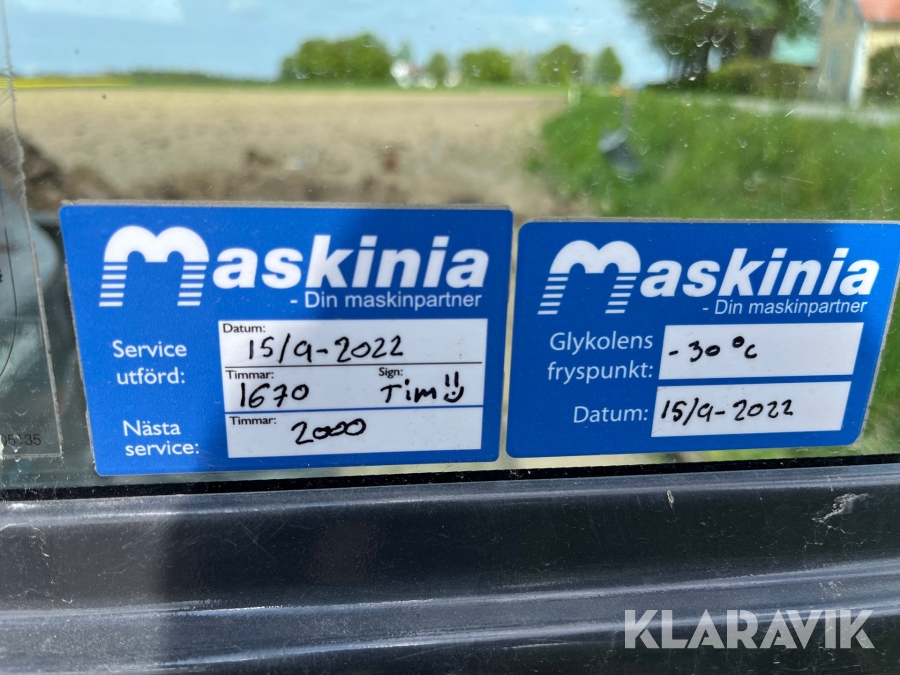 Maskinia
- Din maskinpartner
Service utförd:
Datum:
15/9-2022
Timmar:
1670
Sign:
Tim
Nästa service:
Timmar:
2000
Maskinia
- Din maskinpartner
Glykolens fryspunkt:
-30°c
Datum:
15/9-2022
KLARAVIK